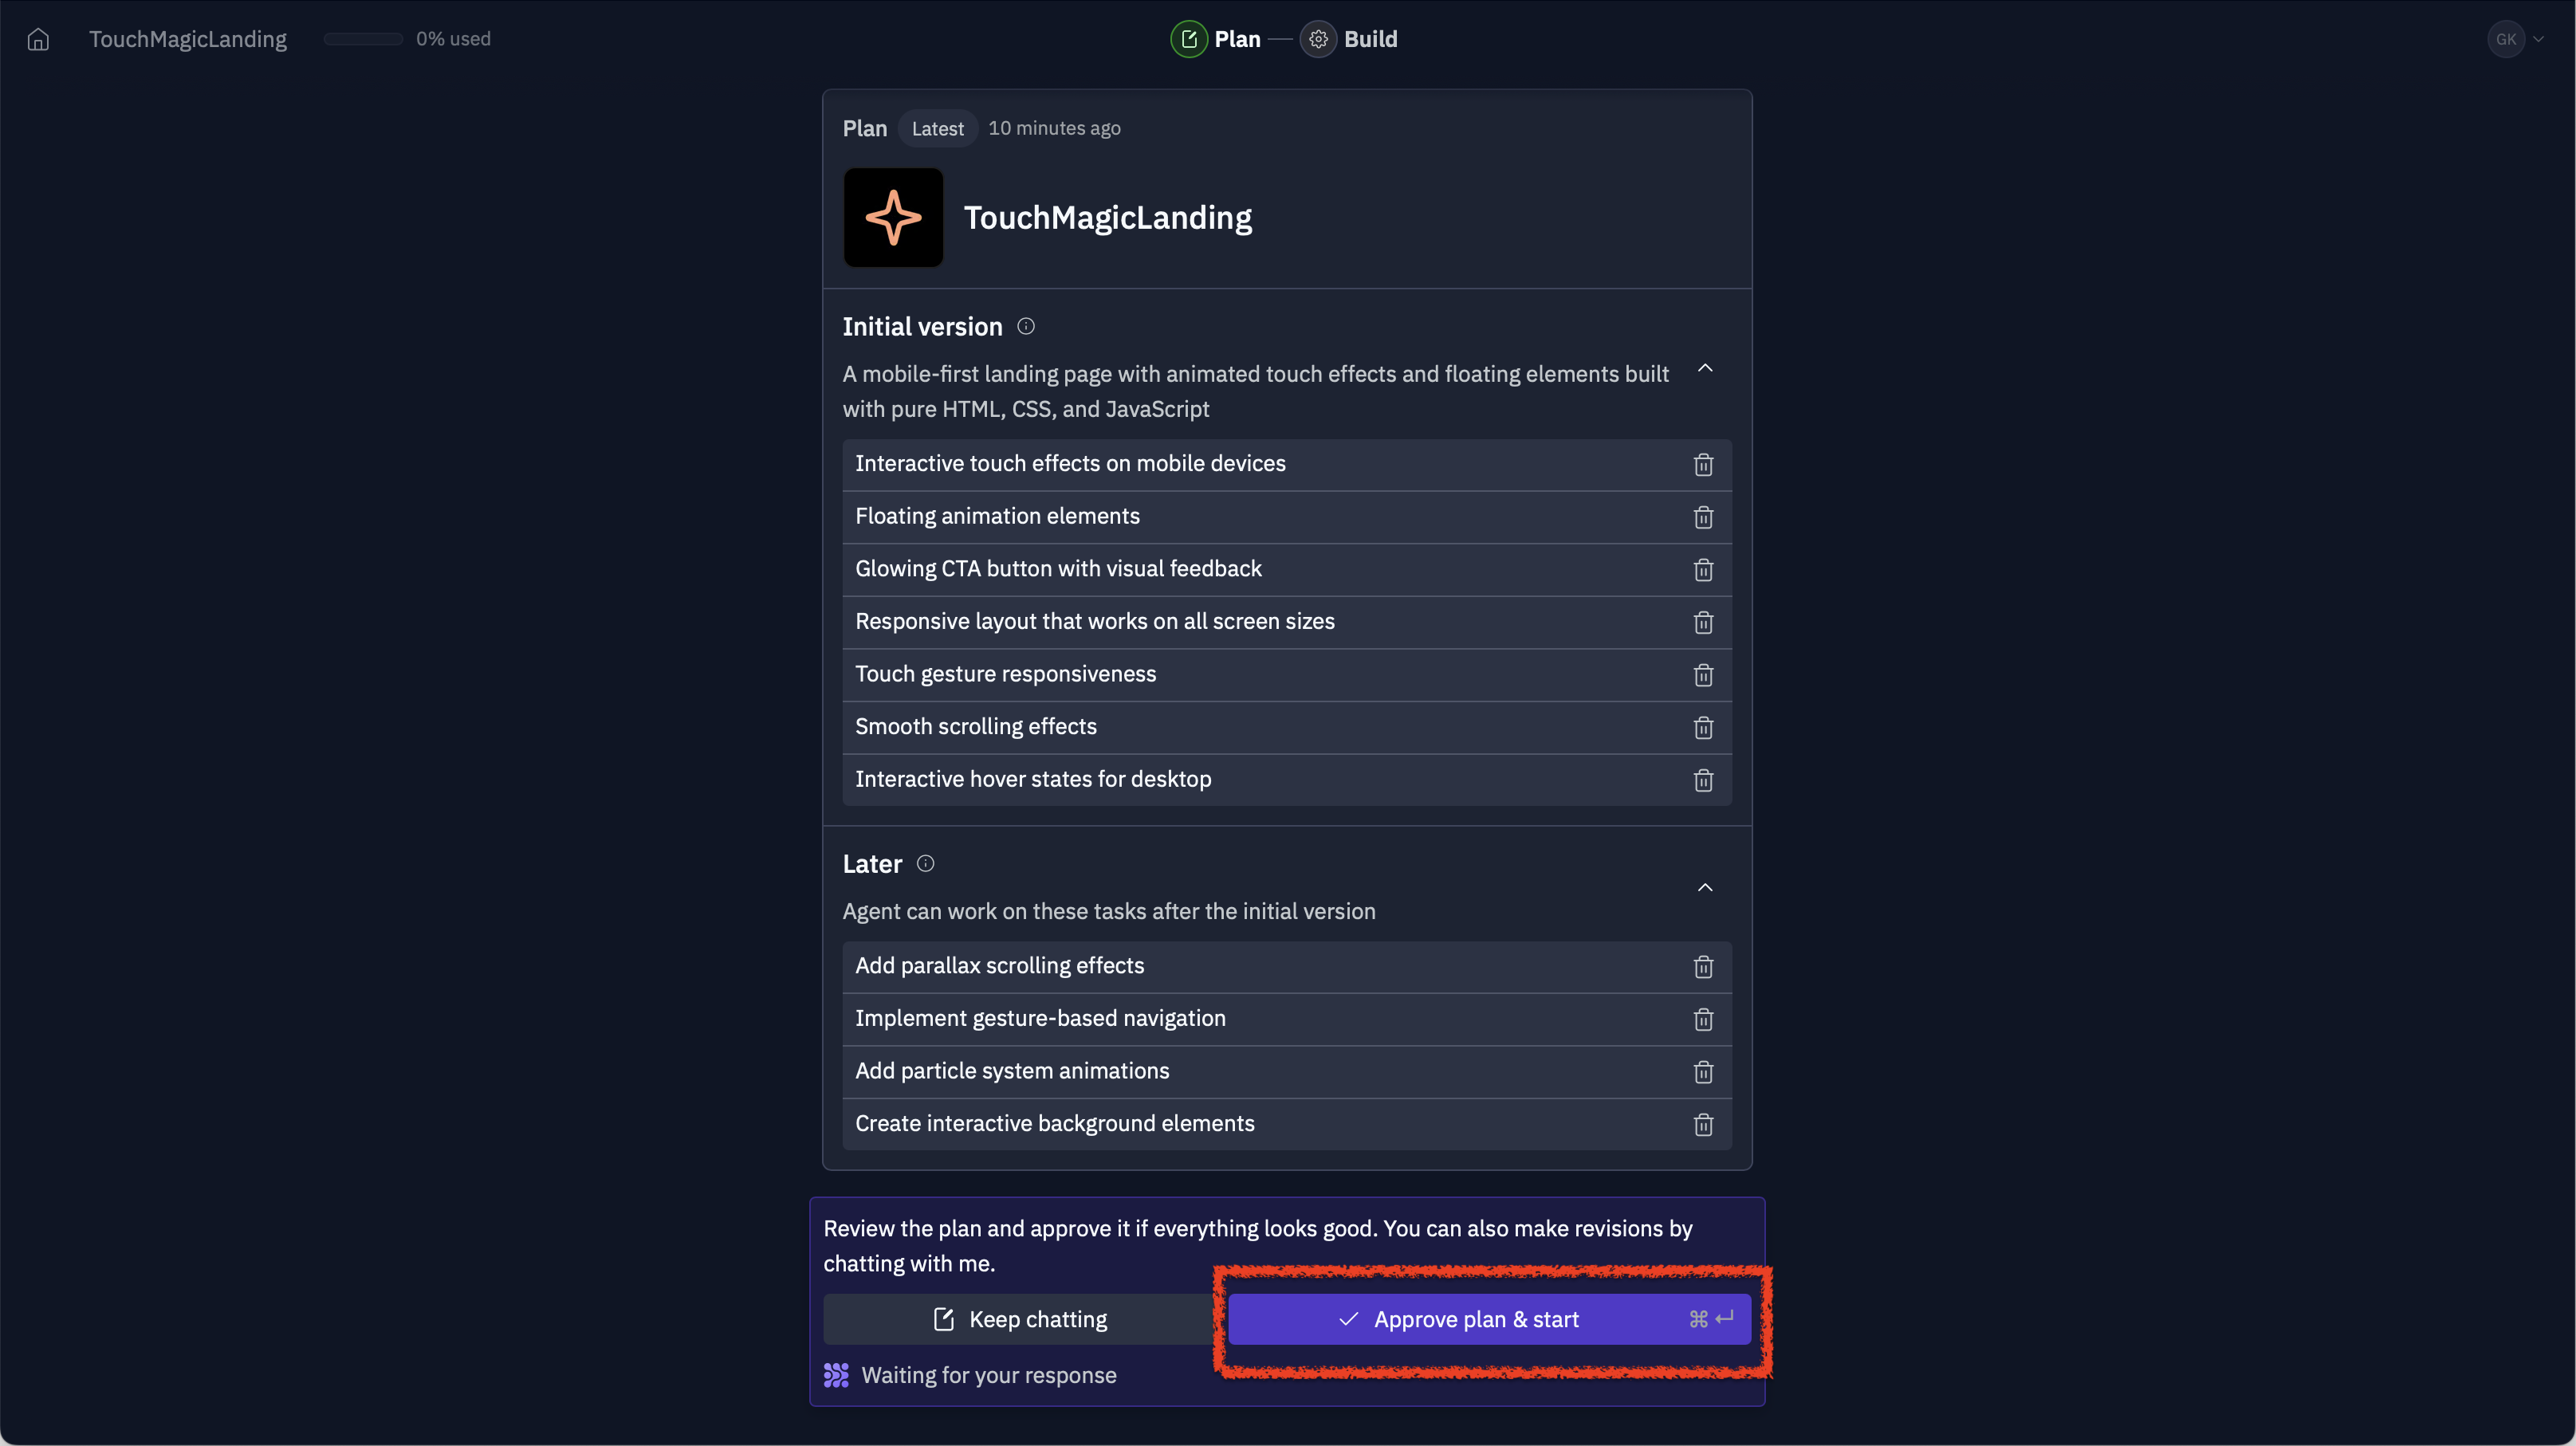 TouchMagicLanding 0% used Plan Build GK
Plan Latest 10 minutes ago
TouchMagicLanding
Initial version
A mobile-first landing page with animated touch effects and floating elements built
with pure HTML, CSS, and JavaScript
Interactive touch effects on mobile devices
Floating animation elements
Glowing CTA button with visual feedback
Responsive layout that works on all screen sizes
Touch gesture responsiveness
Smooth scrolling effects
Interactive hover states for desktop
Later
Agent can work on these tasks after the initial version
Add parallax scrolling effects
Implement gesture-based navigation
Add particle system animations
Create interactive background elements
Review the plan and approve it if everything looks good. You can also make revisions by
chatting with me.
Keep chatting Approve plan & start ⌘ ↵
Waiting for your response